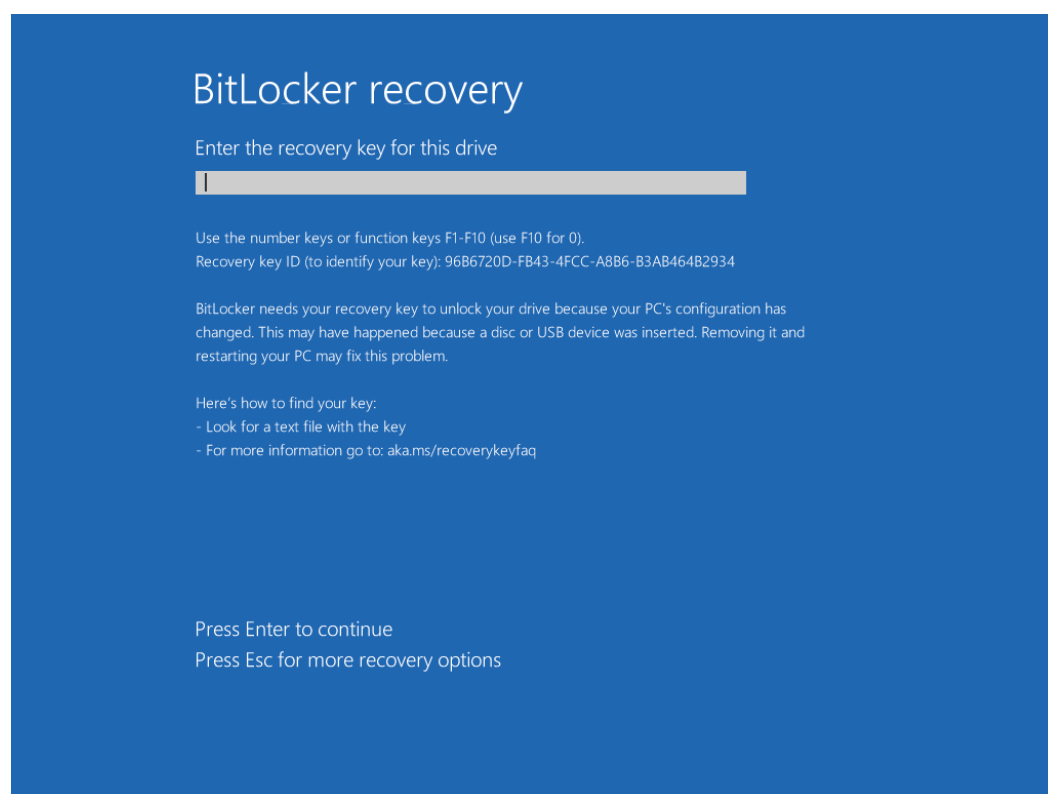 BitLocker recovery
Enter the recovery key for this drive
Use the number keys or function keys F1-F10 (use F10 for 0).
Recovery key ID (to identify your key): 96B6720D-FB43-4FCC-A8B6-B3AB464B2934
BitLocker needs your recovery key to unlock your drive because your PC's configuration has
changed. This may have happened because a disc or USB device was inserted. Removing it and
restarting your PC may fix this problem.
Here's how to find your key:
- Look for a text file with the key
- For more information go to: aka.ms/recoverykeyfaq
Press Enter to continue
Press Esc for more recovery options